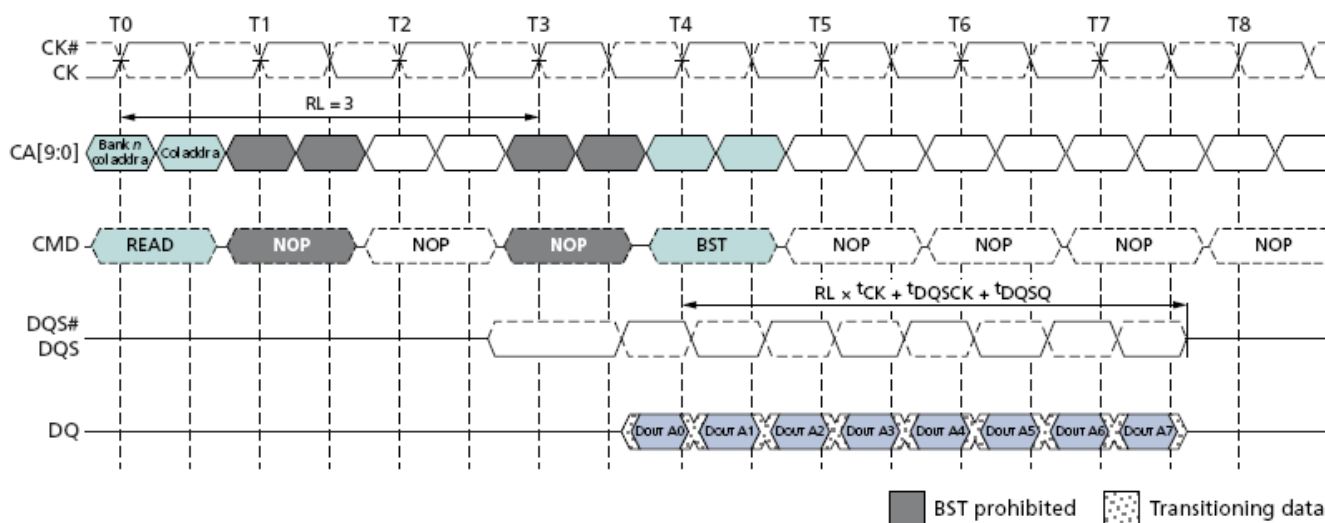 T0 T1 T2 T3 T4 T5 T6 T7 T8
CK#
CK
RL = 3
CA[9:0] Bank n col addr a Col addr a
CMD READ NOP NOP NOP BST NOP NOP NOP NOP
RL × tCK + tDQSCK + tDQSQ
DQS#
DQS
DQ DOUT A0 DOUT A1 DOUT A2 DOUT A3 DOUT A4 DOUT A5 DOUT A6 DOUT A7
BST prohibited Transitioning data